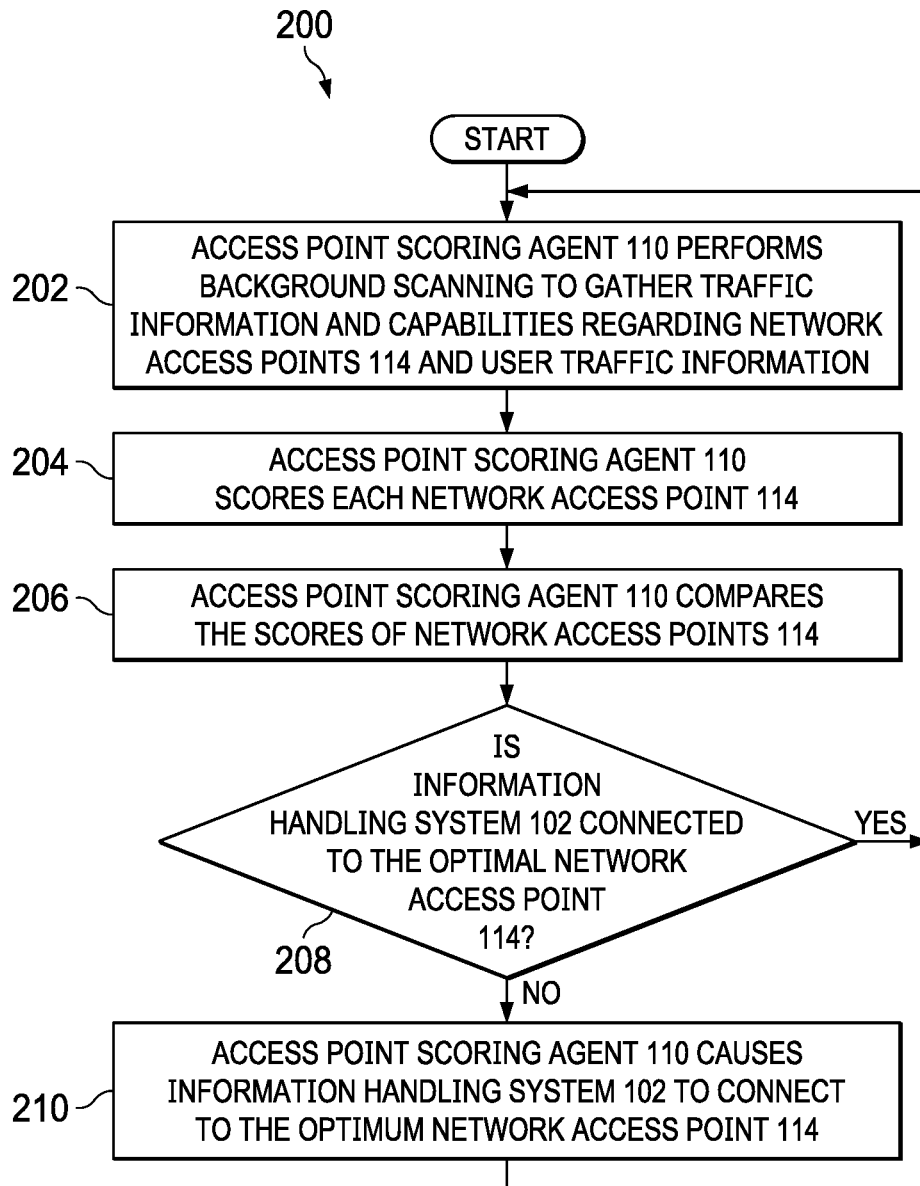 200
START
202
ACCESS POINT SCORING AGENT 110 PERFORMS
BACKGROUND SCANNING TO GATHER TRAFFIC
INFORMATION AND CAPABILITIES REGARDING NETWORK
ACCESS POINTS 114 AND USER TRAFFIC INFORMATION
204
ACCESS POINT SCORING AGENT 110
SCORES EACH NETWORK ACCESS POINT 114
206
ACCESS POINT SCORING AGENT 110 COMPARES
THE SCORES OF NETWORK ACCESS POINTS 114
IS
INFORMATION
HANDLING SYSTEM 102 CONNECTED
TO THE OPTIMAL NETWORK
ACCESS POINT
114?
YES
208
NO
210
ACCESS POINT SCORING AGENT 110 CAUSES
INFORMATION HANDLING SYSTEM 102 TO CONNECT
TO THE OPTIMUM NETWORK ACCESS POINT 114